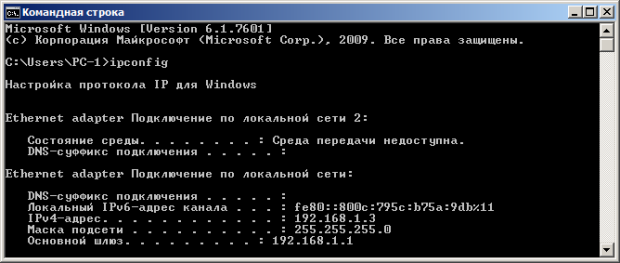 Командная строка
Microsoft Windows [Version 6.1.7601]
(c) Корпорация Майкрософт (Microsoft Corp.), 2009. Все права защищены.
C:\Users\PC-1>ipconfig
Настройка протокола IP для Windows
Ethernet adapter Подключение по локальной сети 2:
Состояние среды. . . . . . . . : Среда передачи недоступна.
DNS-суффикс подключения . . . . . :
Ethernet adapter Подключение по локальной сети:
DNS-суффикс подключения . . . . . :
Локальный IPv6-адрес канала . . . : fe80::800c:795c:b75a:9db%11
IPv4-адрес. . . . . . . . . . . . : 192.168.1.3
Маска подсети . . . . . . . . . . : 255.255.255.0
Основной шлюз. . . . . . . . . : 192.168.1.1